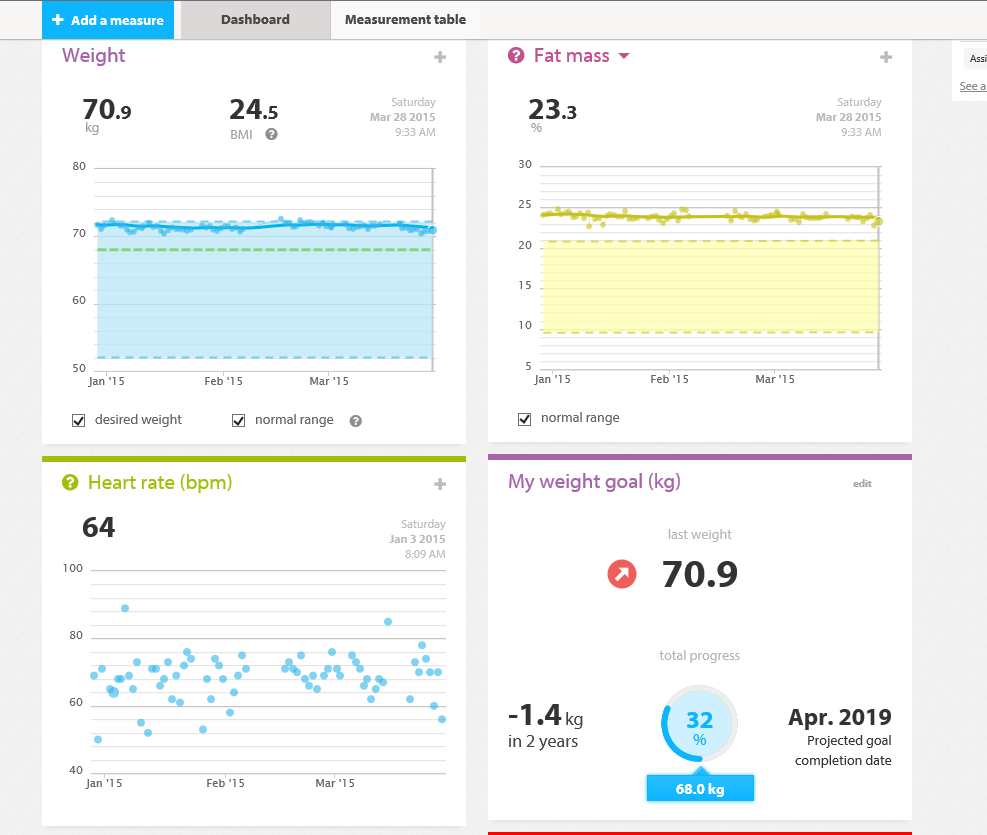 + Add a measure
Dashboard
Measurement table
Weight
+
70.9
kg
24.5
BMI ?
Saturday
Mar 28 2015
9:33 AM
80
70
60
50
Jan '15
Feb '15
Mar '15
desired weight
normal range ?
? Fat mass
+
23.3
%
Saturday
Mar 28 2015
9:33 AM
30
25
20
15
10
5
Jan '15
Feb '15
Mar '15
normal range
Assi
See a
? Heart rate (bpm)
+
64
Saturday
Jan 3 2015
8:09 AM
100
80
60
40
Jan '15
Feb '15
Mar '15
My weight goal (kg)
edit
last weight
70.9
total progress
-1.4 kg
in 2 years
32
%
68.0 kg
Apr. 2019
Projected goal
completion date